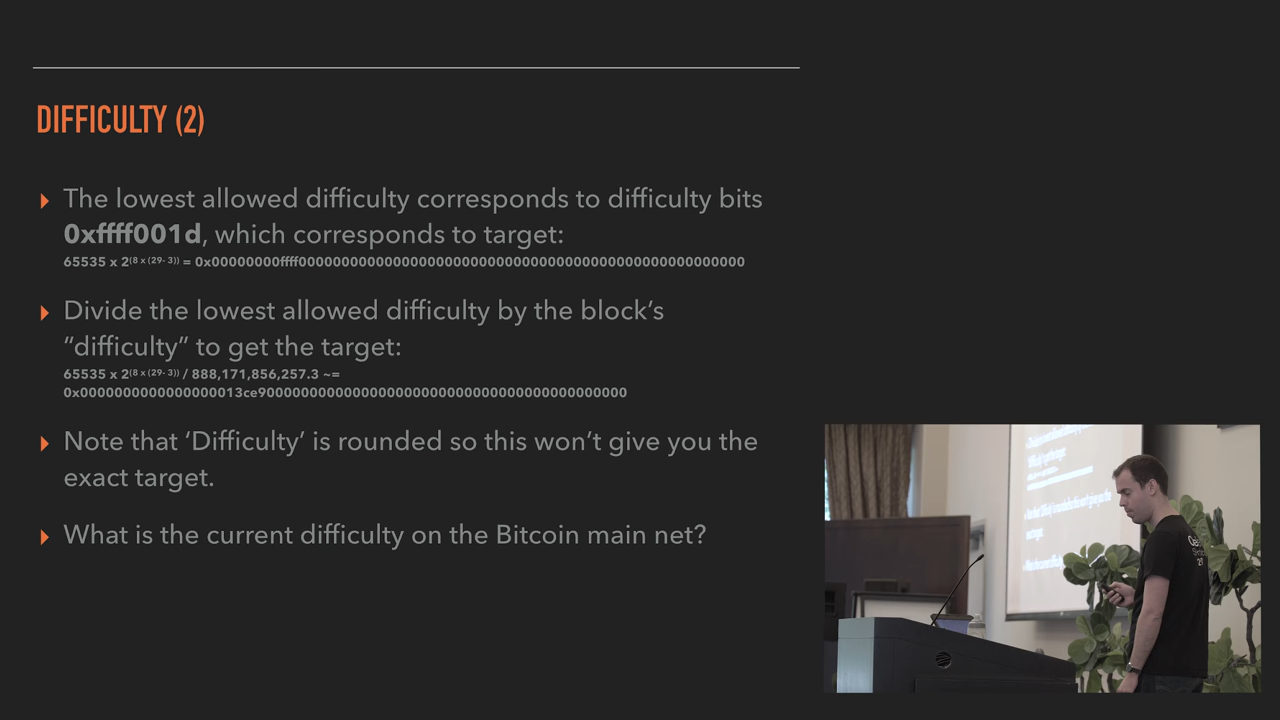 DIFFICULTY (2)
The lowest allowed difficulty corresponds to difficulty bits
0xffff001d, which corresponds to target:
65535 x 2(8 x (29- 3)) = 0x00000000ffff0000000000000000000000000000000000000000000000000000
Divide the lowest allowed difficulty by the block’s
“difficulty” to get the target:
65535 x 2(8 x (29- 3)) / 888,171,856,257.3 ~=
0x0000000000000000013ce900000000000000000000000000000000000000000000
Note that ‘Difficulty’ is rounded so this won’t give you the
exact target.
What is the current difficulty on the Bitcoin main net?